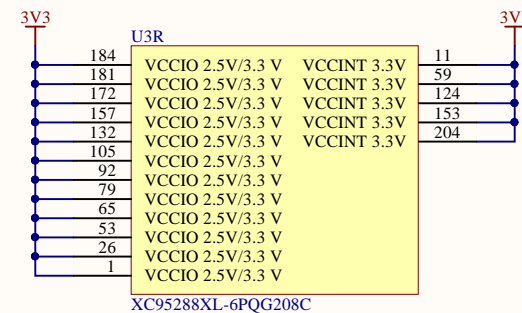 3V3
3V
U3R
184 VCCIO 2.5V/3.3 V VCCINT 3.3V 11
181 VCCIO 2.5V/3.3 V VCCINT 3.3V 59
172 VCCIO 2.5V/3.3 V VCCINT 3.3V 124
157 VCCIO 2.5V/3.3 V VCCINT 3.3V 153
132 VCCIO 2.5V/3.3 V VCCINT 3.3V 204
105 VCCIO 2.5V/3.3 V
92 VCCIO 2.5V/3.3 V
79 VCCIO 2.5V/3.3 V
65 VCCIO 2.5V/3.3 V
53 VCCIO 2.5V/3.3 V
26 VCCIO 2.5V/3.3 V
1 VCCIO 2.5V/3.3 V
XC95288XL-6PQG208C